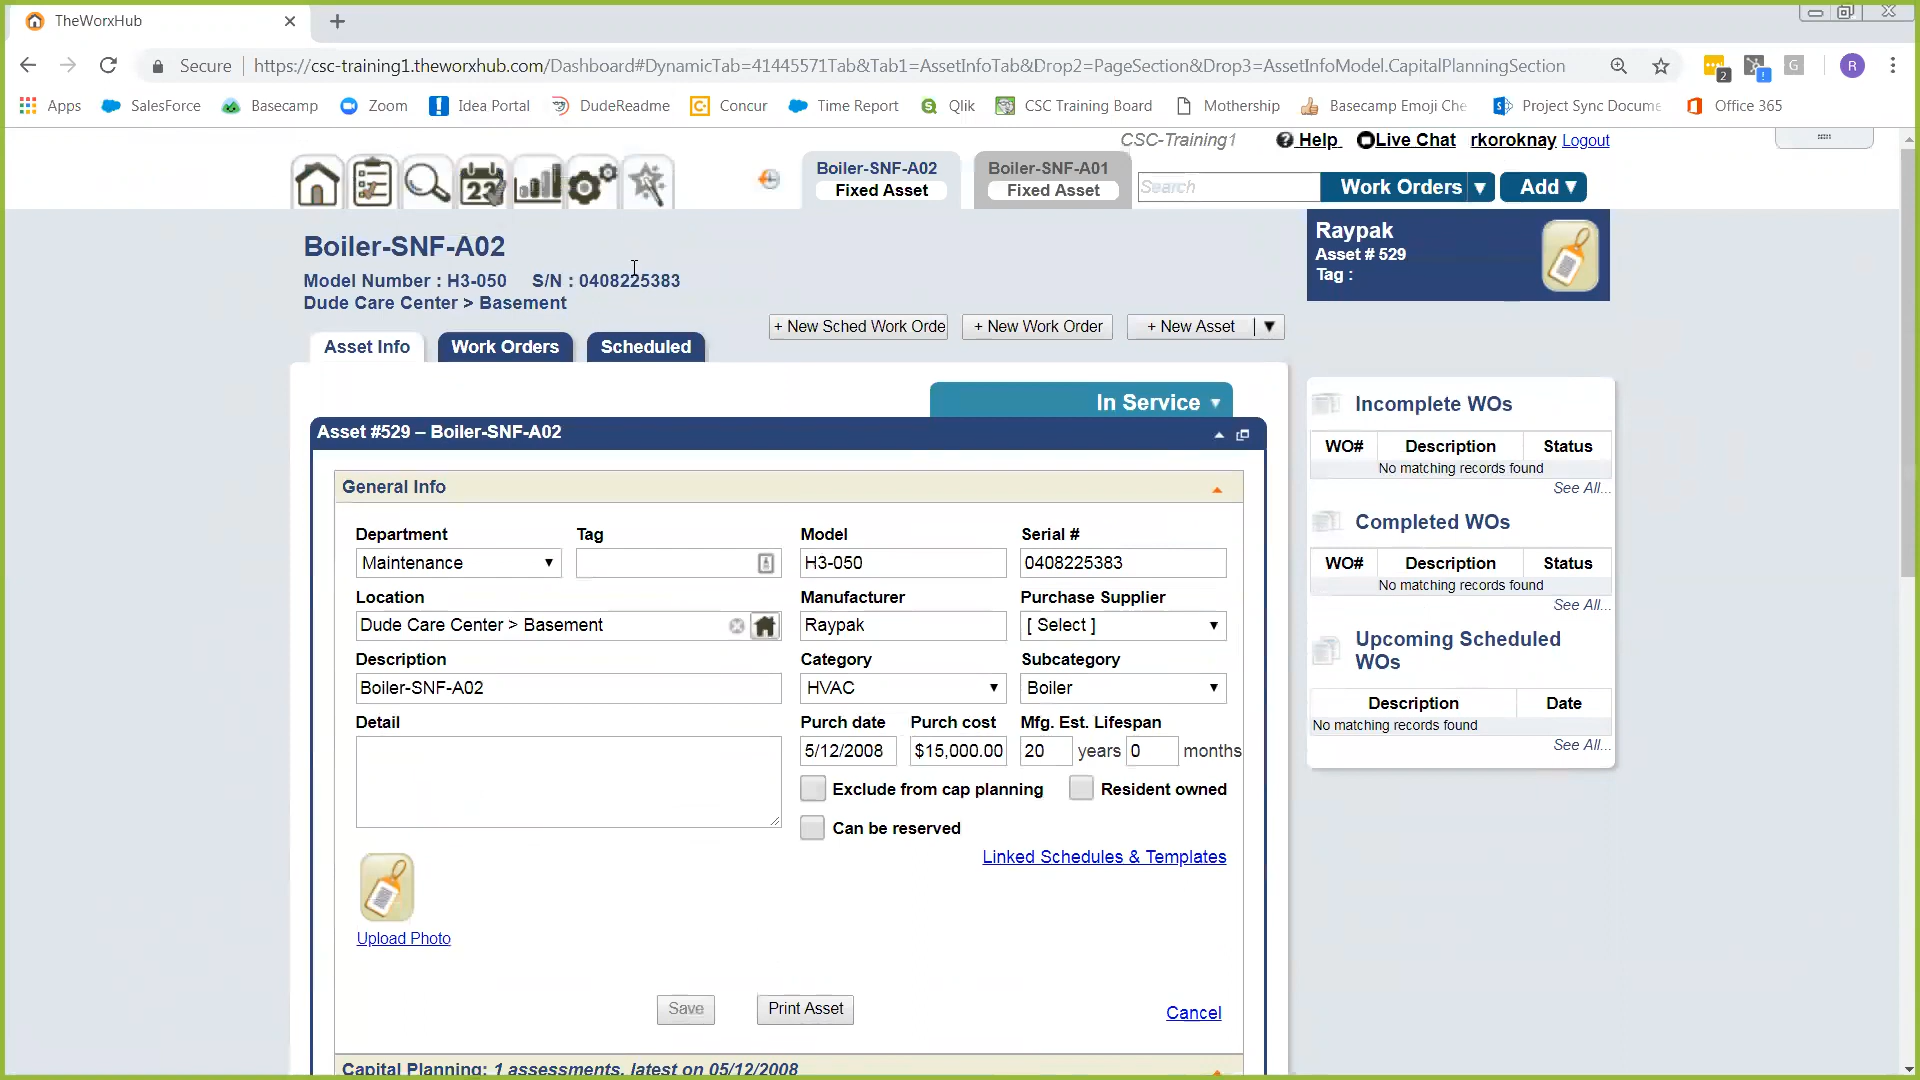 TheWorxHub
Secure https://csc-training1.theworxhub.com/Dashboard#DynamicTab=41445571Tab&Tab1=AssetInfoTab&Drop2=PageSection&Drop3=AssetInfoModel.CapitalPlanningSection
2
!
G
R
Apps SalesForce Basecamp Zoom Idea Portal DudeReadme Concur Time Report Qlik CSC Training Board Mothership Basecamp Emoji Che Project Sync Docume Office 365
CSC-Training1 Help Live Chat rkoroknay Logout
23
Boiler-SNF-A02
Fixed Asset
Boiler-SNF-A01
Fixed Asset
Search Work Orders Add
Boiler-SNF-A02
Model Number : H3-050 S/N : 0408225383
Dude Care Center > Basement
Raypak
Asset # 529
Tag :
+ New Sched Work Orde + New Work Order + New Asset
Asset Info Work Orders Scheduled
In Service
Asset #529 – Boiler-SNF-A02
General Info
Department Tag Model Serial #
Maintenance H3-050 0408225383
Location Manufacturer Purchase Supplier
Dude Care Center > Basement Raypak [ Select ]
Description Category Subcategory
Boiler-SNF-A02 HVAC Boiler
Detail Purch date Purch cost Mfg. Est. Lifespan
5/12/2008 $15,000.00 20 years 0 months
Exclude from cap planning Resident owned
Can be reserved
Linked Schedules & Templates
Upload Photo
Save Print Asset Cancel
Capital Planning: 1 assessments, latest on 05/12/2008
Incomplete WOs
WO# Description Status
No matching records found
See All...
Completed WOs
WO# Description Status
No matching records found
See All...
Upcoming Scheduled
WOs
Description Date
No matching records found
See All...